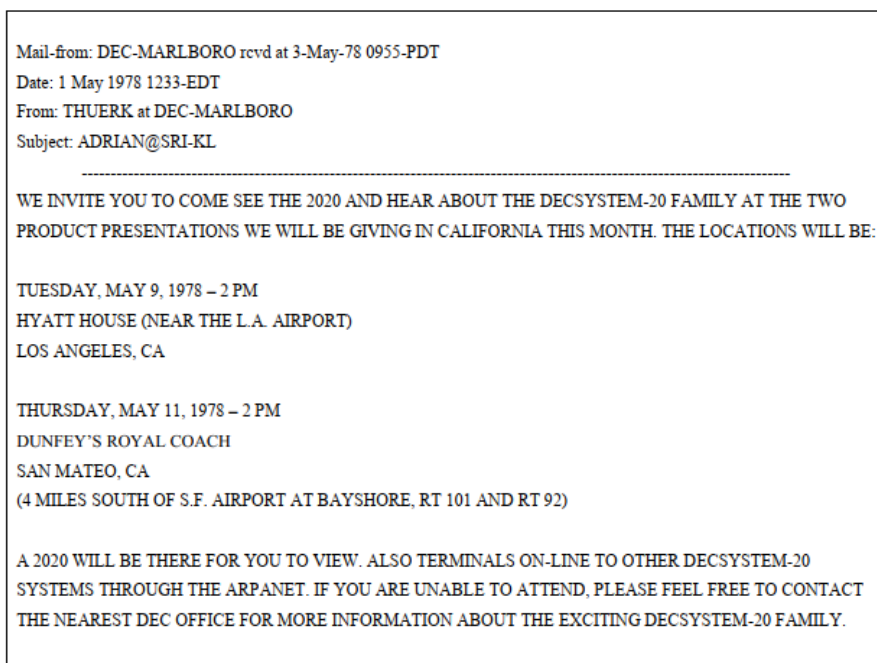 Mail-from: DEC-MARLBORO rcvd at 3-May-78 0955-PDT
Date: 1 May 1978 1233-EDT
From: THUERK at DEC-MARLBORO
Subject: ADRIAN@SRI-KL
--------------------------------------------------------------------------------------------------------------------------
WE INVITE YOU TO COME SEE THE 2020 AND HEAR ABOUT THE DECSYSTEM-20 FAMILY AT THE TWO
PRODUCT PRESENTATIONS WE WILL BE GIVING IN CALIFORNIA THIS MONTH. THE LOCATIONS WILL BE:
TUESDAY, MAY 9, 1978 – 2 PM
HYATT HOUSE (NEAR THE L.A. AIRPORT)
LOS ANGELES, CA
THURSDAY, MAY 11, 1978 – 2 PM
DUNFEY’S ROYAL COACH
SAN MATEO, CA
(4 MILES SOUTH OF S.F. AIRPORT AT BAYSHORE, RT 101 AND RT 92)
A 2020 WILL BE THERE FOR YOU TO VIEW. ALSO TERMINALS ON-LINE TO OTHER DECSYSTEM-20
SYSTEMS THROUGH THE ARPANET. IF YOU ARE UNABLE TO ATTEND, PLEASE FEEL FREE TO CONTACT
THE NEAREST DEC OFFICE FOR MORE INFORMATION ABOUT THE EXCITING DECSYSTEM-20 FAMILY.